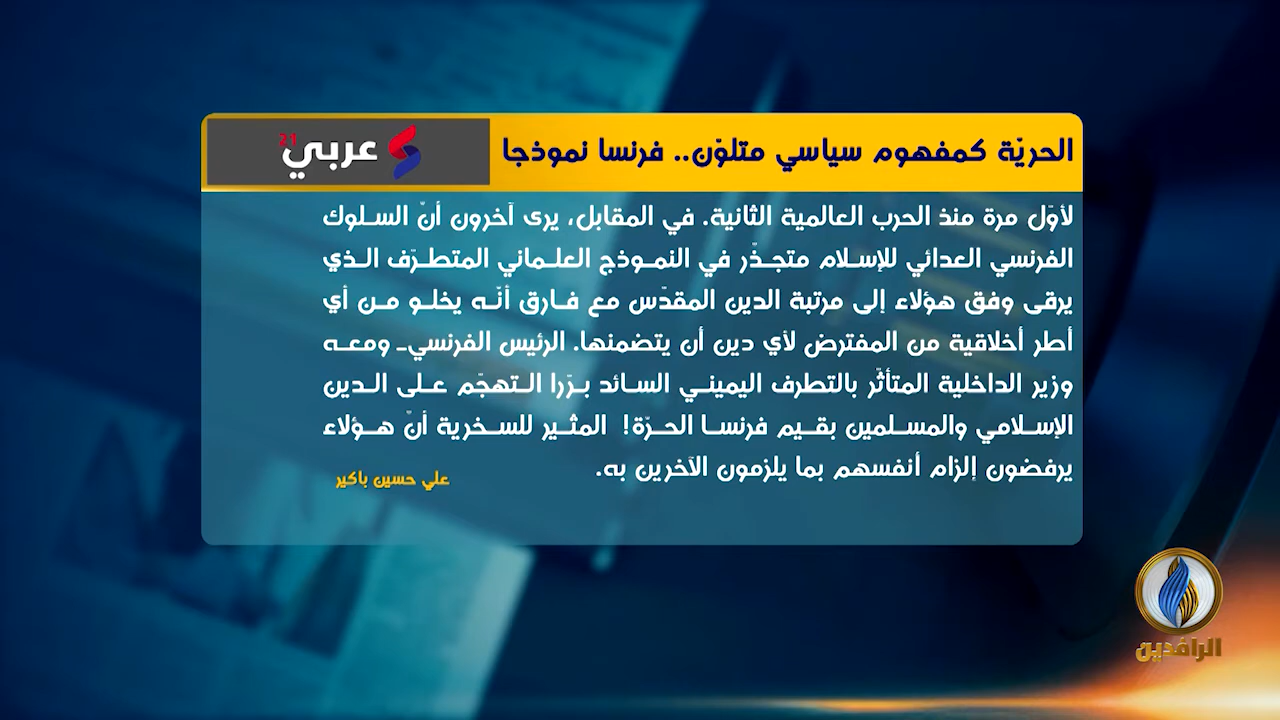 الحريّة كمفهوم سياسي متلوّن.. فرنسا نموذجا
عربي21
لأوّل مرة منذ الحرب العالمية الثانية. في المقابل، يرى آخرون أنّ السلوك
الفرنسي العدائي للإسلام متجذّر في النموذج العلماني المتطرّف الذي
يرقى وفق هؤلاء إلى مرتبة الدين المقدّس مع فارق أنّه يخلو من أي
أطر أخلاقية من المفترض لأي دين أن يتضمنها. الرئيس الفرنسي_ ومعه
وزير الداخلية المتأثّر بالتطرف اليميني السائد برّرا التهجّم على الدين
الإسلامي والمسلمين بقيم فرنسا الحرّة! المثير للسخرية أنّ هؤلاء
يرفضون إلزام أنفسهم بما يلزمون الآخرين به.
علي حسين باكير
الرافدين